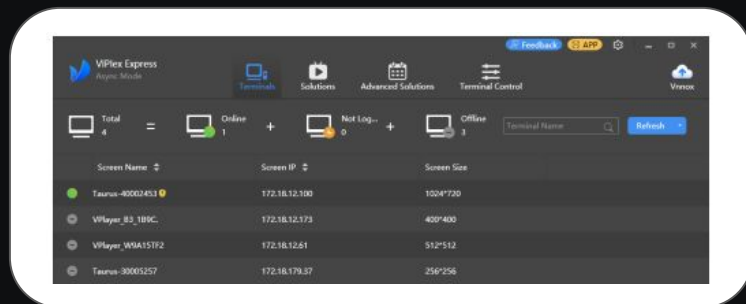 Feedback APP
ViPlex Express
Async Mode
Terminals Solutions Advanced Solutions Terminal Control Vnnox
Total 4 = Online 1 + Not Log... 0 + Offline 3 Terminal Name Refresh
Screen Name Screen IP Screen Size
Taurus-40002453 172.18.12.100 1024*720
VPlayer_B3_1B9C. 172.18.12.173 400*400
VPlayer_W9A15TF2 172.18.12.61 512*512
Taurus-30005257 172.18.179.37 256*256